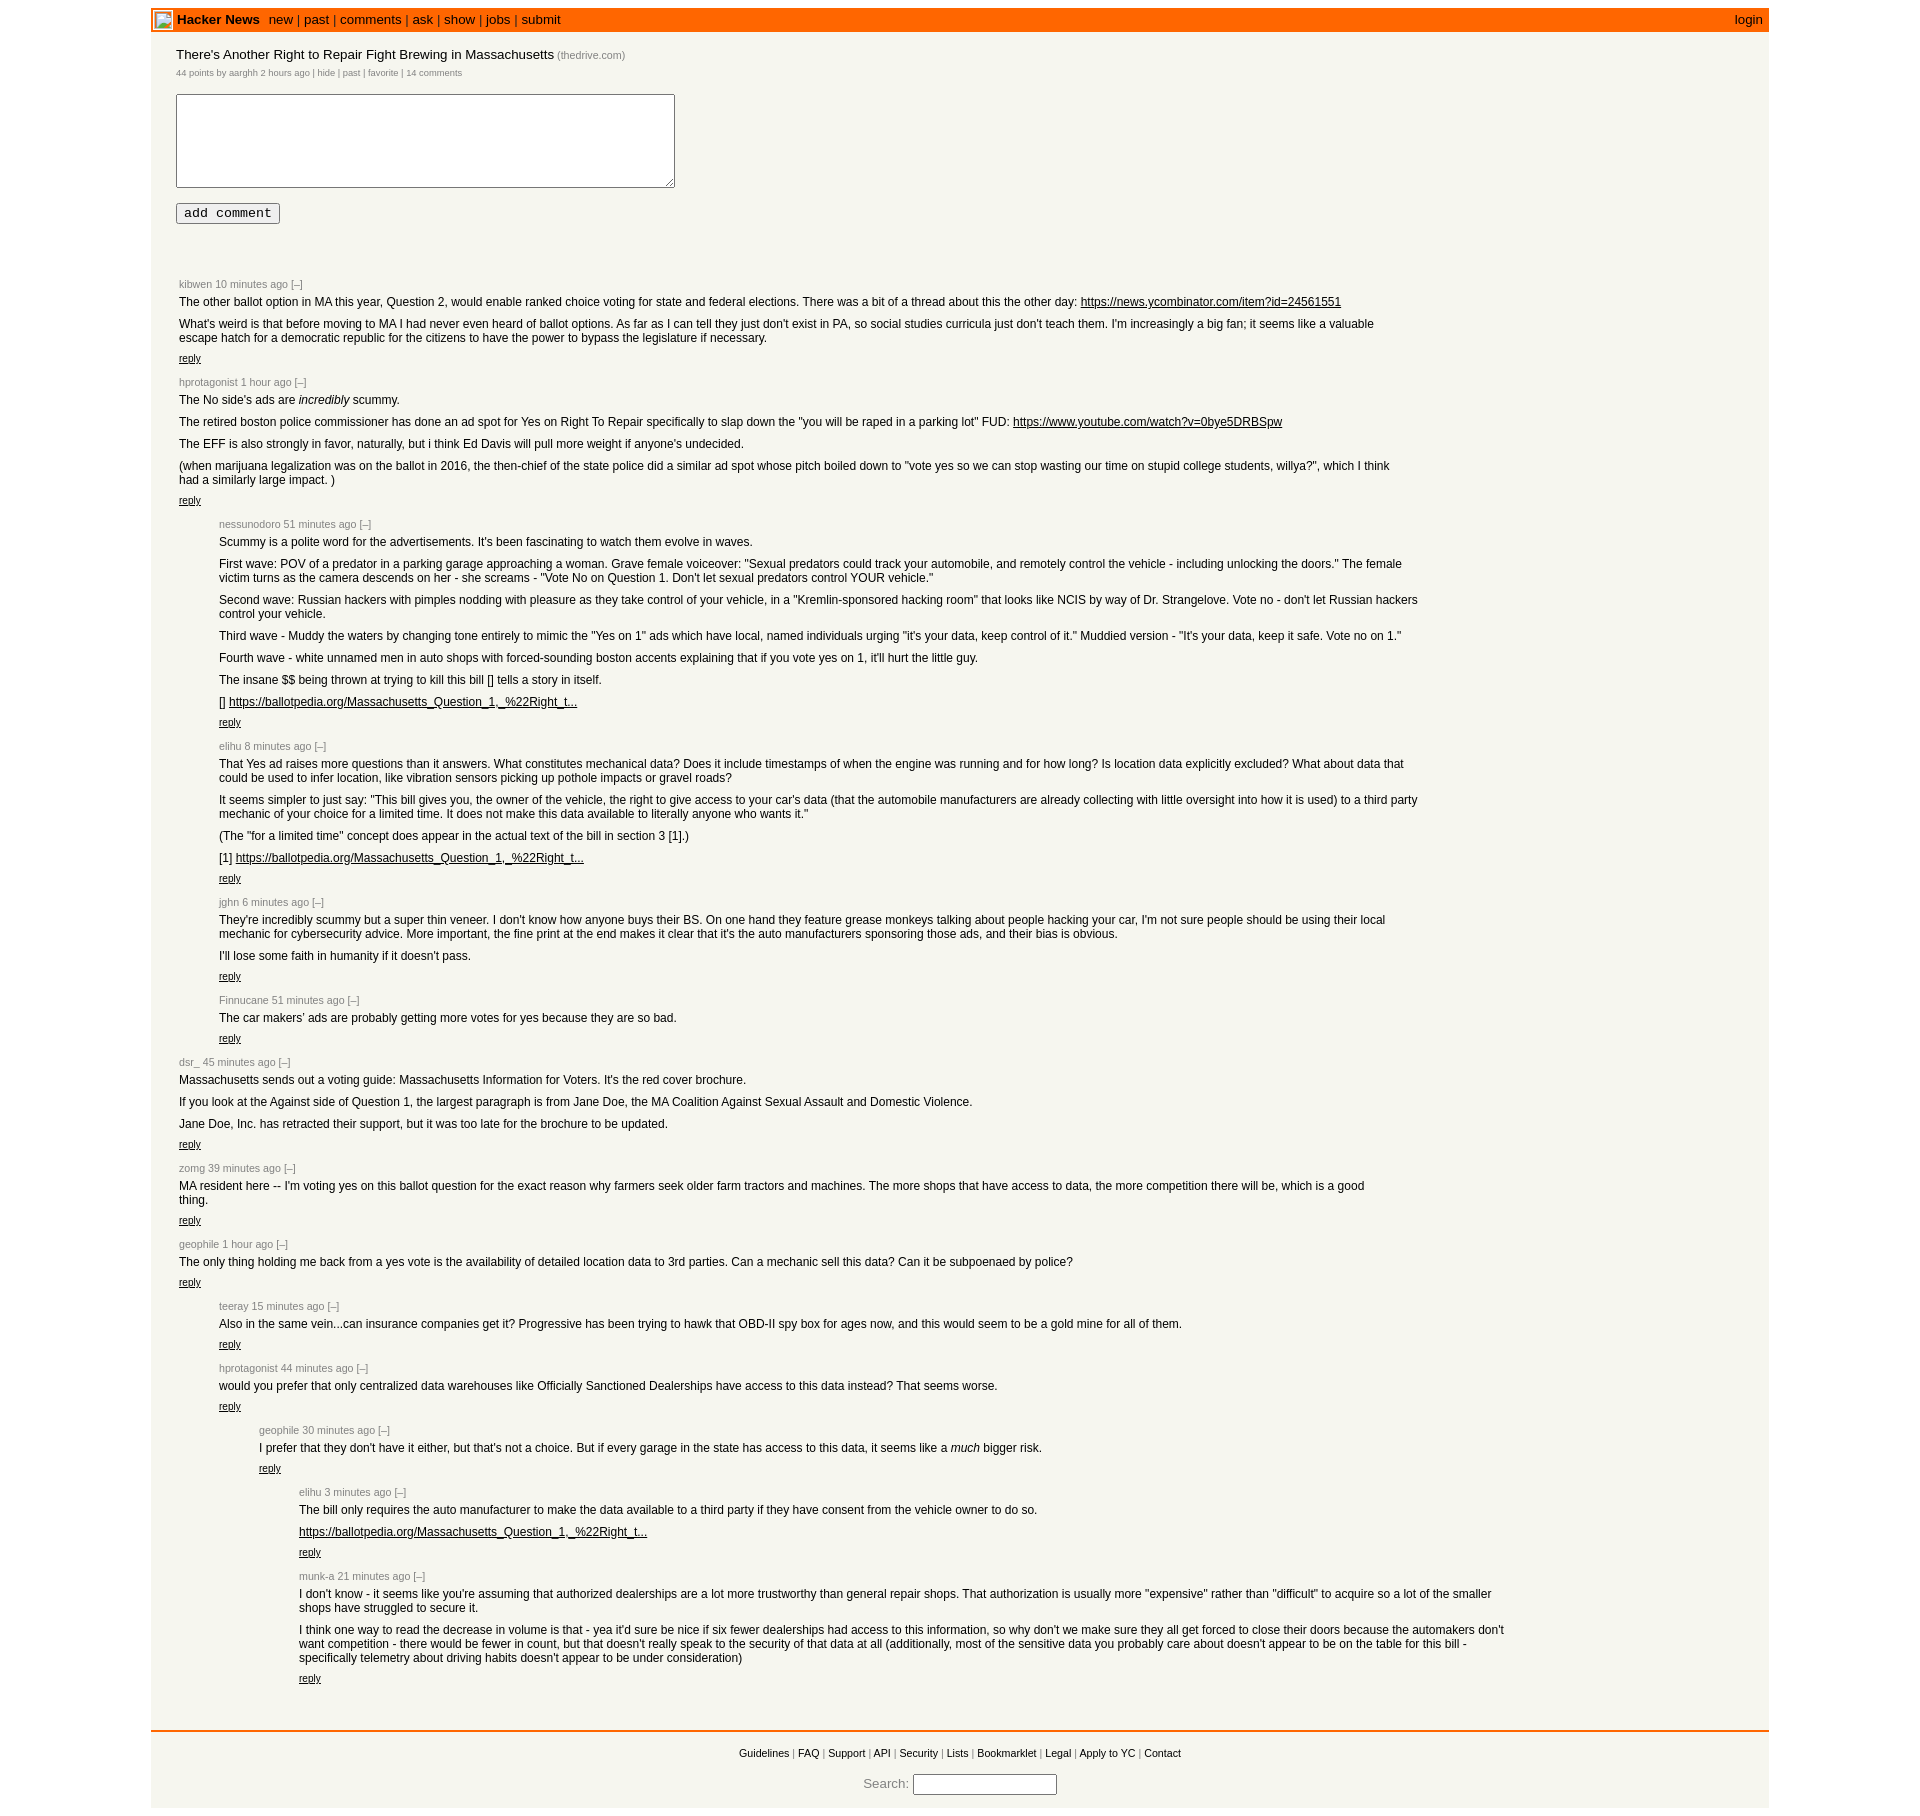 Hacker News new | past | comments | ask | show | jobs | submit login
There's Another Right to Repair Fight Brewing in Massachusetts (thedrive.com)
44 points by aarghh 2 hours ago | hide | past | favorite | 14 comments
add comment
kibwen 10 minutes ago [–]
The other ballot option in MA this year, Question 2, would enable ranked choice voting for state and federal elections. There was a bit of a thread about this the other day: https://news.ycombinator.com/item?id=24561551
What's weird is that before moving to MA I had never even heard of ballot options. As far as I can tell they just don't exist in PA, so social studies curricula just don't teach them. I'm increasingly a big fan; it seems like a valuable
escape hatch for a democratic republic for the citizens to have the power to bypass the legislature if necessary.
reply
hprotagonist 1 hour ago [–]
The No side's ads are incredibly scummy.
The retired boston police commissioner has done an ad spot for Yes on Right To Repair specifically to slap down the "you will be raped in a parking lot" FUD: https://www.youtube.com/watch?v=0bye5DRBSpw
The EFF is also strongly in favor, naturally, but i think Ed Davis will pull more weight if anyone's undecided.
(when marijuana legalization was on the ballot in 2016, the then-chief of the state police did a similar ad spot whose pitch boiled down to "vote yes so we can stop wasting our time on stupid college students, willya?", which I think
had a similarly large impact. )
reply
nessunodoro 51 minutes ago [–]
Scummy is a polite word for the advertisements. It's been fascinating to watch them evolve in waves.
First wave: POV of a predator in a parking garage approaching a woman. Grave female voiceover: "Sexual predators could track your automobile, and remotely control the vehicle - including unlocking the doors." The female
victim turns as the camera descends on her - she screams - "Vote No on Question 1. Don't let sexual predators control YOUR vehicle."
Second wave: Russian hackers with pimples nodding with pleasure as they take control of your vehicle, in a "Kremlin-sponsored hacking room" that looks like NCIS by way of Dr. Strangelove. Vote no - don't let Russian hackers
control your vehicle.
Third wave - Muddy the waters by changing tone entirely to mimic the "Yes on 1" ads which have local, named individuals urging "it's your data, keep control of it." Muddied version - "It's your data, keep it safe. Vote no on 1."
Fourth wave - white unnamed men in auto shops with forced-sounding boston accents explaining that if you vote yes on 1, it'll hurt the little guy.
The insane $$ being thrown at trying to kill this bill [] tells a story in itself.
[] https://ballotpedia.org/Massachusetts_Question_1,_%22Right_t...
reply
elihu 8 minutes ago [–]
That Yes ad raises more questions than it answers. What constitutes mechanical data? Does it include timestamps of when the engine was running and for how long? Is location data explicitly excluded? What about data that
could be used to infer location, like vibration sensors picking up pothole impacts or gravel roads?
It seems simpler to just say: "This bill gives you, the owner of the vehicle, the right to give access to your car's data (that the automobile manufacturers are already collecting with little oversight into how it is used) to a third party
mechanic of your choice for a limited time. It does not make this data available to literally anyone who wants it."
(The "for a limited time" concept does appear in the actual text of the bill in section 3 [1].)
[1] https://ballotpedia.org/Massachusetts_Question_1,_%22Right_t...
reply
jghn 6 minutes ago [–]
They're incredibly scummy but a super thin veneer. I don't know how anyone buys their BS. On one hand they feature grease monkeys talking about people hacking your car, I'm not sure people should be using their local
mechanic for cybersecurity advice. More important, the fine print at the end makes it clear that it's the auto manufacturers sponsoring those ads, and their bias is obvious.
I'll lose some faith in humanity if it doesn't pass.
reply
Finnucane 51 minutes ago [–]
The car makers’ ads are probably getting more votes for yes because they are so bad.
reply
dsr_ 45 minutes ago [–]
Massachusetts sends out a voting guide: Massachusetts Information for Voters. It's the red cover brochure.
If you look at the Against side of Question 1, the largest paragraph is from Jane Doe, the MA Coalition Against Sexual Assault and Domestic Violence.
Jane Doe, Inc. has retracted their support, but it was too late for the brochure to be updated.
reply
zomg 39 minutes ago [–]
MA resident here -- I'm voting yes on this ballot question for the exact reason why farmers seek older farm tractors and machines. The more shops that have access to data, the more competition there will be, which is a good
thing.
reply
geophile 1 hour ago [–]
The only thing holding me back from a yes vote is the availability of detailed location data to 3rd parties. Can a mechanic sell this data? Can it be subpoenaed by police?
reply
teeray 15 minutes ago [–]
Also in the same vein...can insurance companies get it? Progressive has been trying to hawk that OBD-II spy box for ages now, and this would seem to be a gold mine for all of them.
reply
hprotagonist 44 minutes ago [–]
would you prefer that only centralized data warehouses like Officially Sanctioned Dealerships have access to this data instead? That seems worse.
reply
geophile 30 minutes ago [–]
I prefer that they don't have it either, but that's not a choice. But if every garage in the state has access to this data, it seems like a much bigger risk.
reply
elihu 3 minutes ago [–]
The bill only requires the auto manufacturer to make the data available to a third party if they have consent from the vehicle owner to do so.
https://ballotpedia.org/Massachusetts_Question_1,_%22Right_t...
reply
munk-a 21 minutes ago [–]
I don't know - it seems like you're assuming that authorized dealerships are a lot more trustworthy than general repair shops. That authorization is usually more "expensive" rather than "difficult" to acquire so a lot of the smaller
shops have struggled to secure it.
I think one way to read the decrease in volume is that - yea it'd sure be nice if six fewer dealerships had access to this information, so why don't we make sure they all get forced to close their doors because the automakers don't
want competition - there would be fewer in count, but that doesn't really speak to the security of that data at all (additionally, most of the sensitive data you probably care about doesn't appear to be on the table for this bill -
specifically telemetry about driving habits doesn't appear to be under consideration)
reply
Guidelines | FAQ | Support | API | Security | Lists | Bookmarklet | Legal | Apply to YC | Contact
Search: